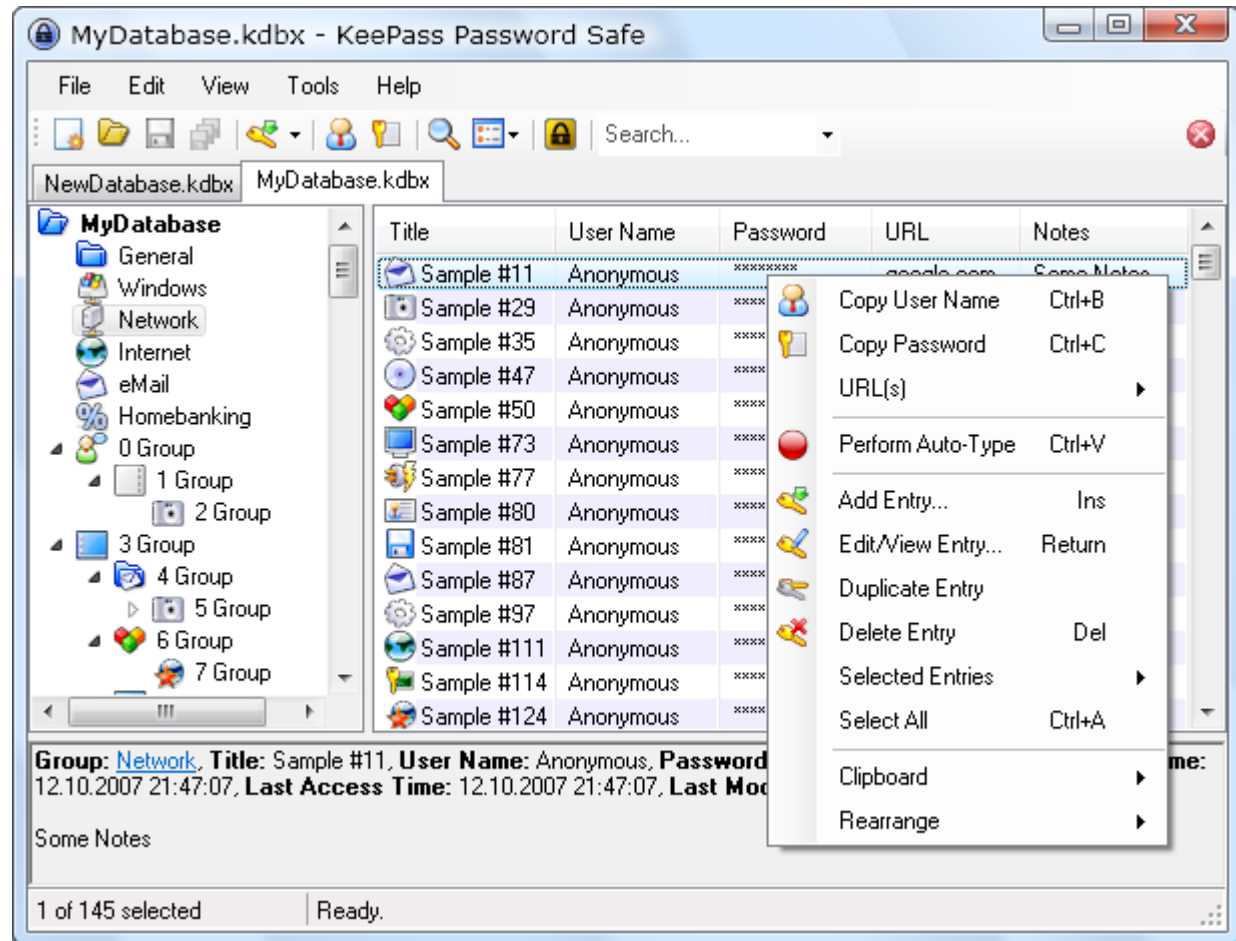 MyDatabase.kdbx - KeePass Password Safe
File Edit View Tools Help
Search...
NewDatabase.kdbx MyDatabase.kdbx
MyDatabase
General
Windows
Network
Internet
eMail
Homebanking
0 Group
1 Group
2 Group
3 Group
4 Group
5 Group
6 Group
7 Group
Title User Name Password URL Notes
Sample #11 Anonymous ******** google.com Some Notes
Sample #29 Anonymous ****
Sample #35 Anonymous ****
Sample #47 Anonymous ****
Sample #50 Anonymous ****
Sample #73 Anonymous ****
Sample #77 Anonymous ****
Sample #80 Anonymous ****
Sample #81 Anonymous ****
Sample #87 Anonymous ****
Sample #97 Anonymous ****
Sample #111 Anonymous ****
Sample #114 Anonymous ****
Sample #124 Anonymous ****
Copy User Name Ctrl+B
Copy Password Ctrl+C
URL(s)
Perform Auto-Type Ctrl+V
Add Entry... Ins
Edit/View Entry... Return
Duplicate Entry
Delete Entry Del
Selected Entries
Select All Ctrl+A
Clipboard
Rearrange
Group: Network, Title: Sample #11, User Name: Anonymous, Password me:
12.10.2007 21:47:07, Last Access Time: 12.10.2007 21:47:07, Last Mod
Some Notes
1 of 145 selected Ready.